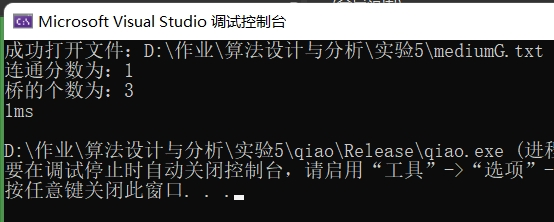 Microsoft Visual Studio 调试控制台
成功打开文件：D:\作业\算法设计与分析\实验5\mediumG.txt
连通分数为：1
桥的个数为：3
1ms
D:\作业\算法设计与分析\实验5\qiao\Release\qiao.exe (进程
要在调试停止时自动关闭控制台，请启用“工具”->“选项”-
按任意键关闭此窗口. . .